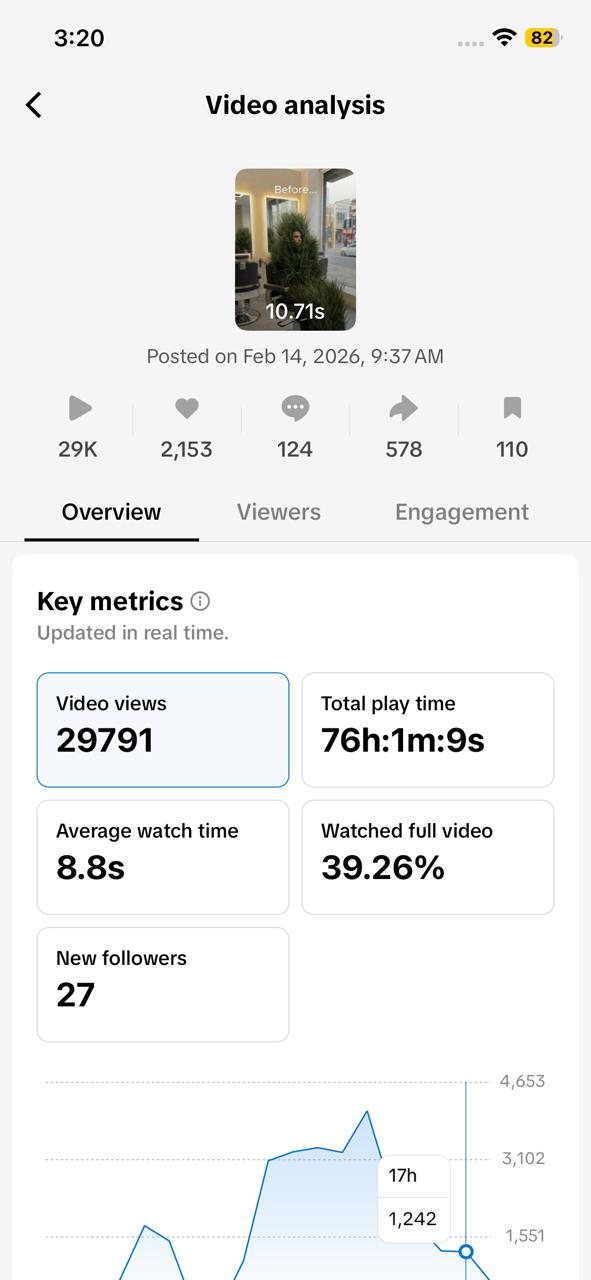 3:20
82
Video analysis
Before...
10.71s
Posted on Feb 14, 2026, 9:37 AM
29K 2,153 124 578 110
Overview Viewers Engagement
Key metrics
Updated in real time.
Video views
29791
Total play time
76h:1m:9s
Average watch time
8.8s
Watched full video
39.26%
New followers
27
4,653
3,102
17h
1,242
1,551